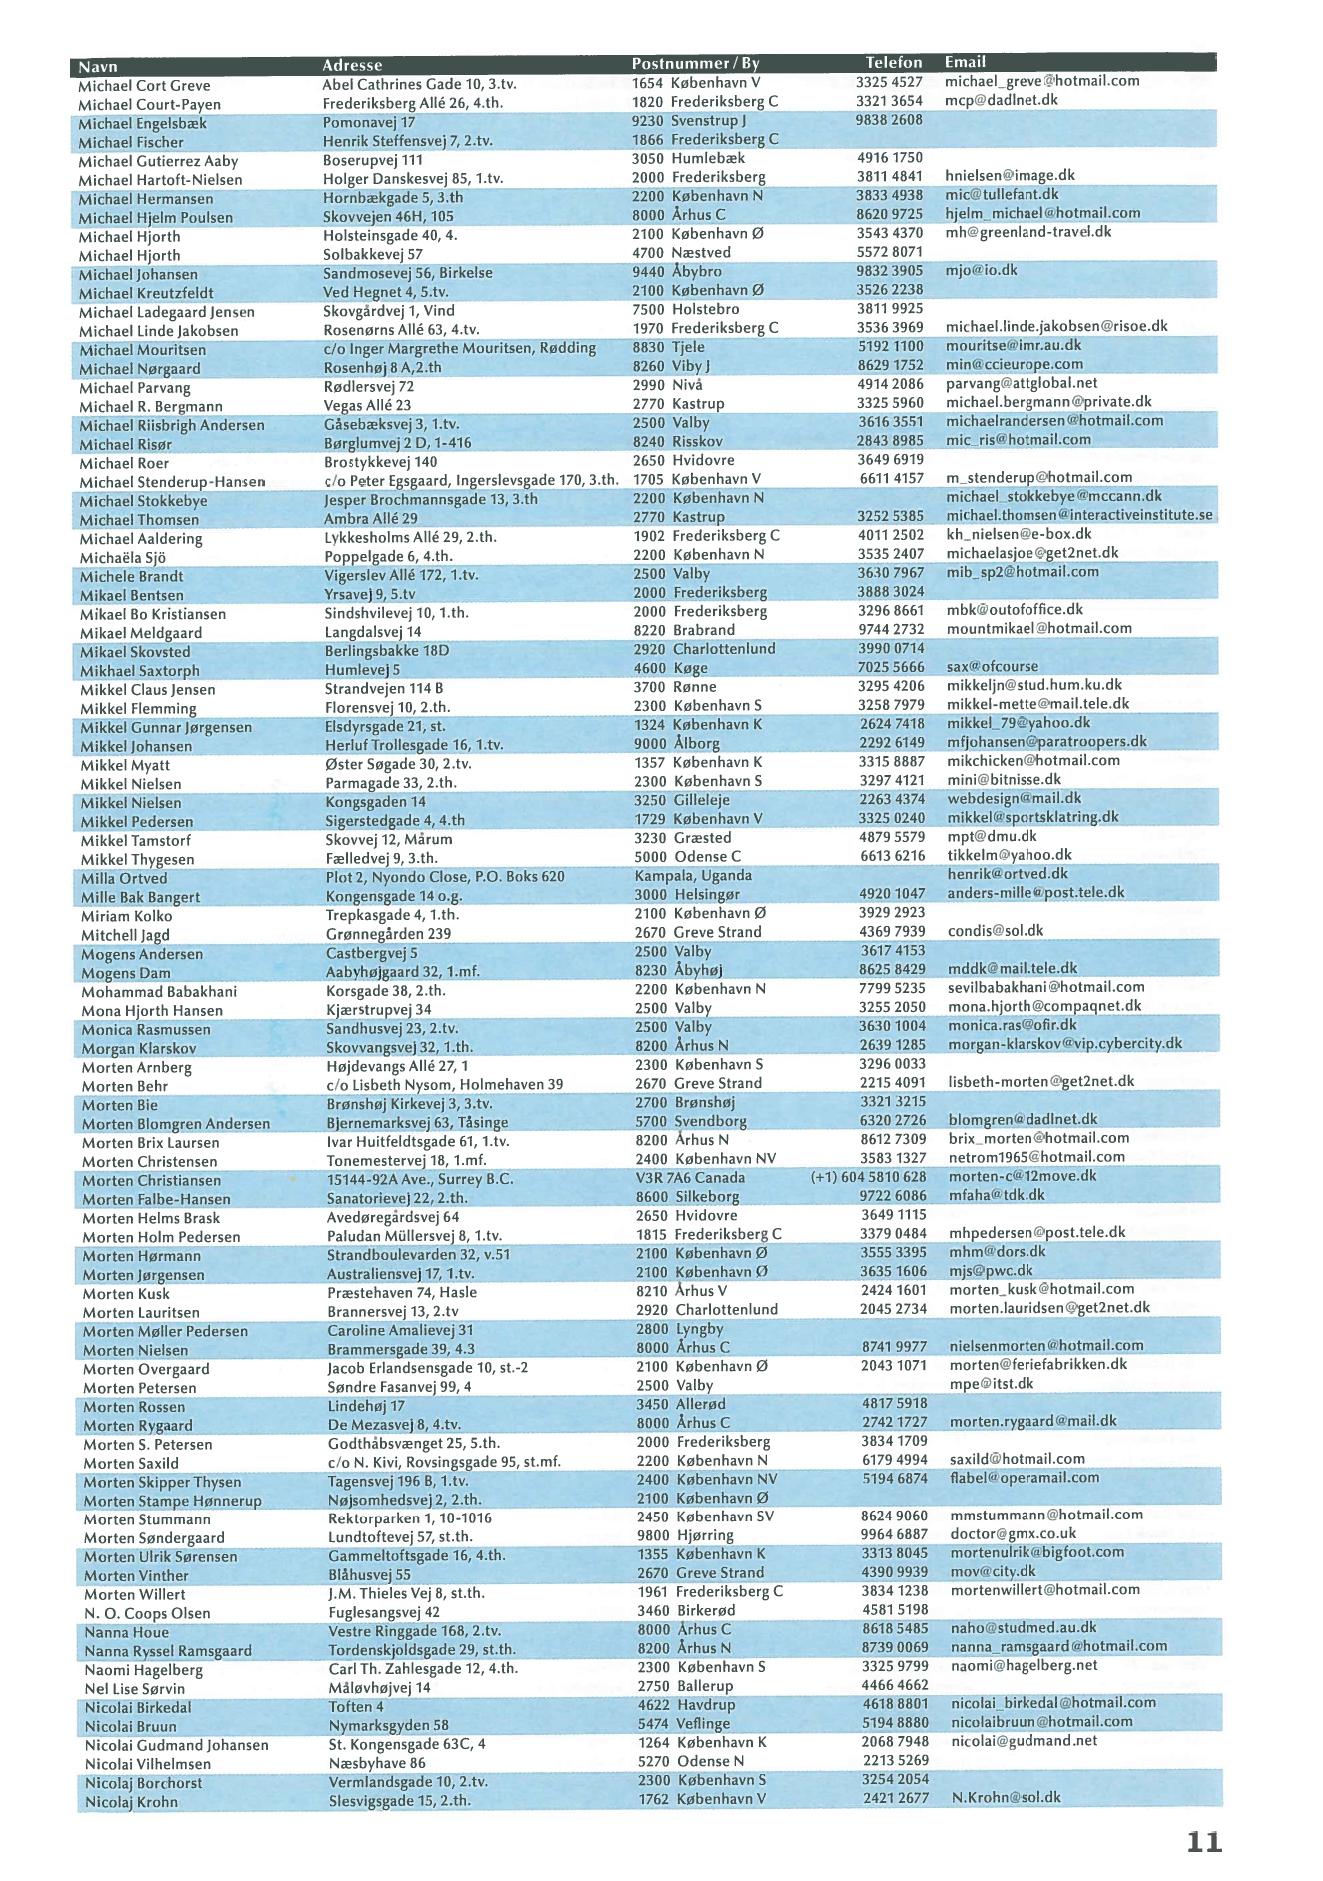 Navn Adresse Postnummer / By Telefon Email
Michael Cort Greve Abel Cathrines Gade 10, 3.tv. 1654 København V 3325 4527 michael_greve@hotmail.com
Michael Court-Payen Frederiksberg Allé 26, 4.th. 1820 Frederiksberg C 3321 3654 mcp@dadlnet.dk
Michael Engelsbæk Pomonavej 17 9230 Svenstrup J 9838 2608
Michael Fischer Henrik Steffensvej 7, 2.tv. 1866 Frederiksberg C
Michael Gutierrez Aaby Boserupvej 111 3050 Humlebæk 4916 1750
Michael Hartoft-Nielsen Holger Danskesvej 85, 1.tv. 2000 Frederiksberg 3811 4841 hnielsen@image.dk
Michael Hermansen Hornbækgade 5, 3.th 2200 København N 3833 4938 mic@tullefant.dk
Michael Hjelm Poulsen Skovvejen 46H, 105 8000 Århus C 8620 9725 hjelm_michael@hotmail.com
Michael Hjorth Holsteinsgade 40, 4. 2100 København Ø 3543 4370 mh@greenland-travel.dk
Michael Hjorth Solbakkevej 57 4700 Næstved 5572 8071
Michael Johansen Sandmosevej 56, Birkelse 9440 Åbybro 9832 3905 mjo@io.dk
Michael Kreutzfeldt Ved Hegnet 4, 5.tv. 2100 København Ø 3526 2238
Michael Ladegaard Jensen Skovgårdvej 1, Vind 7500 Holstebro 3811 9925
Michael Linde Jakobsen Rosenørns Allé 63, 4.tv. 1970 Frederiksberg C 3536 3969 michael.linde.jakobsen@risoe.dk
Michael Mouritsen c/o Inger Margrethe Mouritsen, Rødding 8830 Tjele 5192 1100 mouritse@imr.au.dk
Michael Nørgaard Rosenhøj 8 A,2.th 8260 Viby J 8629 1752 min@ccieurope.com
Michael Parvang Rødlersvej 72 2990 Nivå 4914 2086 parvang@attglobal.net
Michael R. Bergmann Vegas Allé 23 2770 Kastrup 3325 5960 michael.bergmann@private.dk
Michael Riisbrigh Andersen Gåsebæksvej 3, 1.tv. 2500 Valby 3616 3551 michaelrandersen@hotmail.com
Michael Risør Børglumvej 2 D, 1-416 8240 Risskov 2843 8985 mic_ris@hotmail.com
Michael Roer Brostykkevej 140 2650 Hvidovre 3649 6919
Michael Stenderup-Hansen c/o Peter Egsgaard, Ingerslevsgade 170, 3.th. 1705 København V 6611 4157 m_stenderup@hotmail.com
Michael Stokkebye Jesper Brochmannsgade 13, 3.th 2200 København N michael_stokkebye@mccann.dk
Michael Thomsen Ambra Allé 29 2770 Kastrup 3252 5385 michael.thomsen@interactiveinstitute.se
Michael Aaldering Lykkesholms Allé 29, 2.th. 1902 Frederiksberg C 4011 2502 kh_nielsen@e-box.dk
Michaëla Sjö Poppelgade 6, 4.th. 2200 København N 3535 2407 michaelasjoe@get2net.dk
Michele Brandt Vigerslev Allé 172, 1.tv. 2500 Valby 3630 7967 mib_sp2@hotmail.com
Mikael Bentsen Yrsavej 9, 5.tv 2000 Frederiksberg 3888 3024
Mikael Bo Kristiansen Sindshvilevej 10, 1.th. 2000 Frederiksberg 3296 8661 mbk@outofoffice.dk
Mikael Meldgaard Langdalsvej 14 8220 Brabrand 9744 2732 mountmikael@hotmail.com
Mikael Skovsted Berlingsbakke 18D 2920 Charlottenlund 3990 0714
Mikhael Saxtorph Humlevej 5 4600 Køge 7025 5666 sax@ofcourse
Mikkel Claus Jensen Strandvejen 114 B 3700 Rønne 3295 4206 mikkeljn@stud.hum.ku.dk
Mikkel Flemming Florensvej 10, 2.th. 2300 København S 3258 7979 mikkel-mette@mail.tele.dk
Mikkel Gunnar Jørgensen Elsdyrsgade 21, st. 1324 København K 2624 7418 mikkel_79@yahoo.dk
Mikkel Johansen Herluf Trollesgade 16, 1.tv. 9000 Ålborg 2292 6149 mfjohansen@paratroopers.dk
Mikkel Myatt Øster Søgade 30, 2.tv. 1357 København K 3315 8887 mikchicken@hotmail.com
Mikkel Nielsen Parmagade 33, 2.th. 2300 København S 3297 4121 mini@bitnisse.dk
Mikkel Nielsen Kongsgaden 14 3250 Gilleleje 2263 4374 webdesign@mail.dk
Mikkel Pedersen Sigerstedgade 4, 4.th 1729 København V 3325 0240 mikkel@sportsklatring.dk
Mikkel Tamstorf Skovvej 12, Mårum 3230 Græsted 4879 5579 mpt@dmu.dk
Mikkel Thygesen Fælledvej 9, 3.th. 5000 Odense C 6613 6216 tikkelm@yahoo.dk
Milla Ortved Plot 2, Nyondo Close, P.O. Boks 620 Kampala, Uganda henrik@ortved.dk
Mille Bak Bangert Kongensgade 14 o.g. 3000 Helsingør 4920 1047 anders-mille@post.tele.dk
Miriam Kolko Trepkasgade 4, 1.th. 2100 København Ø 3929 2923
Mitchell Jagd Grønnegården 239 2670 Greve Strand 4369 7939 condis@sol.dk
Mogens Andersen Castbergvej 5 2500 Valby 3617 4153
Mogens Dam Aabyhøjgaard 32, 1.mf. 8230 Åbyhøj 8625 8429 mddk@mail.tele.dk
Mohammad Babakhani Korsgade 38, 2.th. 2200 København N 7799 5235 sevilbabakhani@hotmail.com
Mona Hjorth Hansen Kjærstrupvej 34 2500 Valby 3255 2050 mona.hjorth@compaqnet.dk
Monica Rasmussen Sandhusvej 23, 2.tv. 2500 Valby 3630 1004 monica.ras@ofir.dk
Morgan Klarskov Skovvangsvej 32, 1.th. 8200 Århus N 2639 1285 morgan-klarskov@vip.cybercity.dk
Morten Arnberg Højdevangs Allé 27, 1 2300 København S 3296 0033
Morten Behr c/o Lisbeth Nysom, Holmehaven 39 2670 Greve Strand 2215 4091 lisbeth-morten@get2net.dk
Morten Bie Brønshøj Kirkevej 3, 3.tv. 2700 Brønshøj 3321 3215
Morten Blomgren Andersen Bjernemarksvej 63, Tåsinge 5700 Svendborg 6320 2726 blomgren@dadlnet.dk
Morten Brix Laursen Ivar Huitfeldtsgade 61, 1.tv. 8200 Århus N 8612 7309 brix_morten@hotmail.com
Morten Christensen Tonemestervej 18, 1.mf. 2400 København NV 3583 1327 netrom1965@hotmail.com
Morten Christiansen 15144-92A Ave., Surrey B.C. V3R 7A6 Canada (+1) 604 5810 628 morten-c@12move.dk
Morten Falbe-Hansen Sanatorievej 22, 2.th. 8600 Silkeborg 9722 6086 mfaha@tdk.dk
Morten Helms Brask Avedøregårdsvej 64 2650 Hvidovre 3649 1115
Morten Holm Pedersen Paludan Müllersvej 8, 1.tv. 1815 Frederiksberg C 3379 0484 mhpedersen@post.tele.dk
Morten Hørmann Strandboulevarden 32, v.51 2100 København Ø 3555 3395 mhm@dors.dk
Morten Jørgensen Australiensvej 17, 1.tv. 2100 København Ø 3635 1606 mjs@pwc.dk
Morten Kusk Præstehaven 74, Hasle 8210 Århus V 2424 1601 morten_kusk@hotmail.com
Morten Lauritsen Brannersvej 13, 2.tv 2920 Charlottenlund 2045 2734 morten.lauridsen@get2net.dk
Morten Møller Pedersen Caroline Amalievej 31 2800 Lyngby
Morten Nielsen Brammersgade 39, 4.3 8000 Århus C 8741 9977 nielsenmorten@hotmail.com
Morten Overgaard Jacob Erlandsensgade 10, st.-2 2100 København Ø 2043 1071 morten@feriefabrikken.dk
Morten Petersen Søndre Fasanvej 99, 4 2500 Valby mpe@itst.dk
Morten Rossen Lindehøj 17 3450 Allerød 4817 5918
Morten Rygaard De Mezasvej 8, 4.tv. 8000 Århus C 2742 1727 morten.rygaard@mail.dk
Morten S. Petersen Godthåbsvænget 25, 5.th. 2000 Frederiksberg 3834 1709
Morten Saxild c/o N. Kivi, Rovsingsgade 95, st.mf. 2200 København N 6179 4994 saxild@hotmail.com
Morten Skipper Thysen Tagensvej 196 B, 1.tv. 2400 København NV 5194 6874 flabel@operamail.com
Morten Stampe Hønnerup Nøjsomhedsvej 2, 2.th. 2100 København Ø
Morten Stummann Rektorparken 1, 10-1016 2450 København SV 8624 9060 mmstummann@hotmail.com
Morten Søndergaard Lundtoftevej 57, st.th. 9800 Hjørring 9964 6887 doctor@gmx.co.uk
Morten Ulrik Sørensen Gammeltoftsgade 16, 4.th. 1355 København K 3313 8045 mortenulrik@bigfoot.com
Morten Vinther Blåhusvej 55 2670 Greve Strand 4390 9939 mov@city.dk
Morten Willert J.M. Thieles Vej 8, st.th. 1961 Frederiksberg C 3834 1238 mortenwillert@hotmail.com
N. O. Coops Olsen Fuglesangsvej 42 3460 Birkerød 4581 5198
Nanna Houe Vestre Ringgade 168, 2.tv. 8000 Århus C 8618 5485 naho@studmed.au.dk
Nanna Ryssel Ramsgaard Tordenskjoldsgade 29, st.th. 8200 Århus N 8739 0069 nanna_ramsgaard@hotmail.com
Naomi Hagelberg Carl Th. Zahlesgade 12, 4.th. 2300 København S 3325 9799 naomi@hagelberg.net
Nel Lise Sørvin Måløvhøjvej 14 2750 Ballerup 4466 4662
Nicolai Birkedal Toften 4 4622 Havdrup 4618 8801 nicolai_birkedal@hotmail.com
Nicolai Bruun Nymarksgyden 58 5474 Veflinge 5194 8880 nicolaibruun@hotmail.com
Nicolai Gudmand Johansen St. Kongensgade 63C, 4 1264 København K 2068 7948 nicolai@gudmand.net
Nicolai Vilhelmsen Næsbyhave 86 5270 Odense N 2213 5269
Nicolaj Borchorst Vermlandsgade 10, 2.tv. 2300 København S 3254 2054
Nicolaj Krohn Slesvigsgade 15, 2.th. 1762 København V 2421 2677 N.Krohn@sol.dk
11